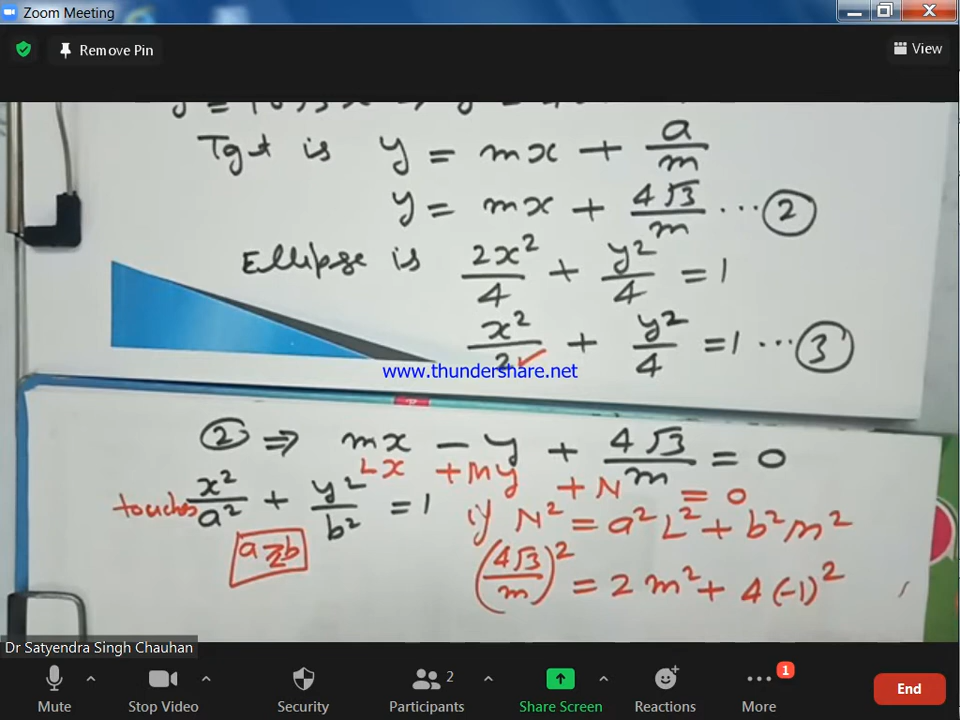 Zoom Meeting
Remove Pin
View
Tgt is y = mx + a/m
y = mx + 4√3/m ... ②
Ellipse is 2x²/4 + y²/4 = 1
x²/2 + y²/4 = 1 ... ③
www.thundershare.net
② ⇒ mx - y + 4√3/m = 0
Lx + My + N = 0
touches x²/a² + y²/b² = 1 if N² = a²L² + b²m²
(4√3/m)² = 2m² + 4(-1)²
Dr Satyendra Singh Chauhan
2
1
Mute
Stop Video
Security
Participants
Share Screen
Reactions
More
End